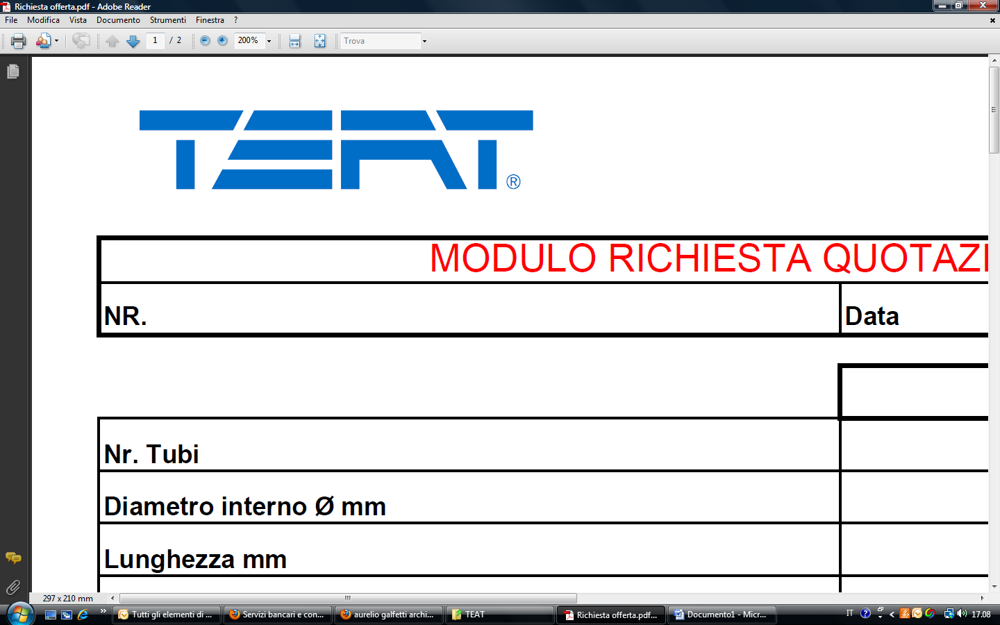 Richiesta offerta.pdf - Adobe Reader
File Modifica Vista Documento Strumenti Finestra ?
1 / 2 200% Trova
TEAT®
MODULO RICHIESTA QUOTAZI
NR. Data
Nr. Tubi
Diametro interno Ø mm
Lunghezza mm
297 x 210 mm
Tutti gli elementi di ... Servizi bancari e con... aurelio galfetti archi... TEAT Richiesta offerta.pdf... Documento1 - Micr... IT 17.08